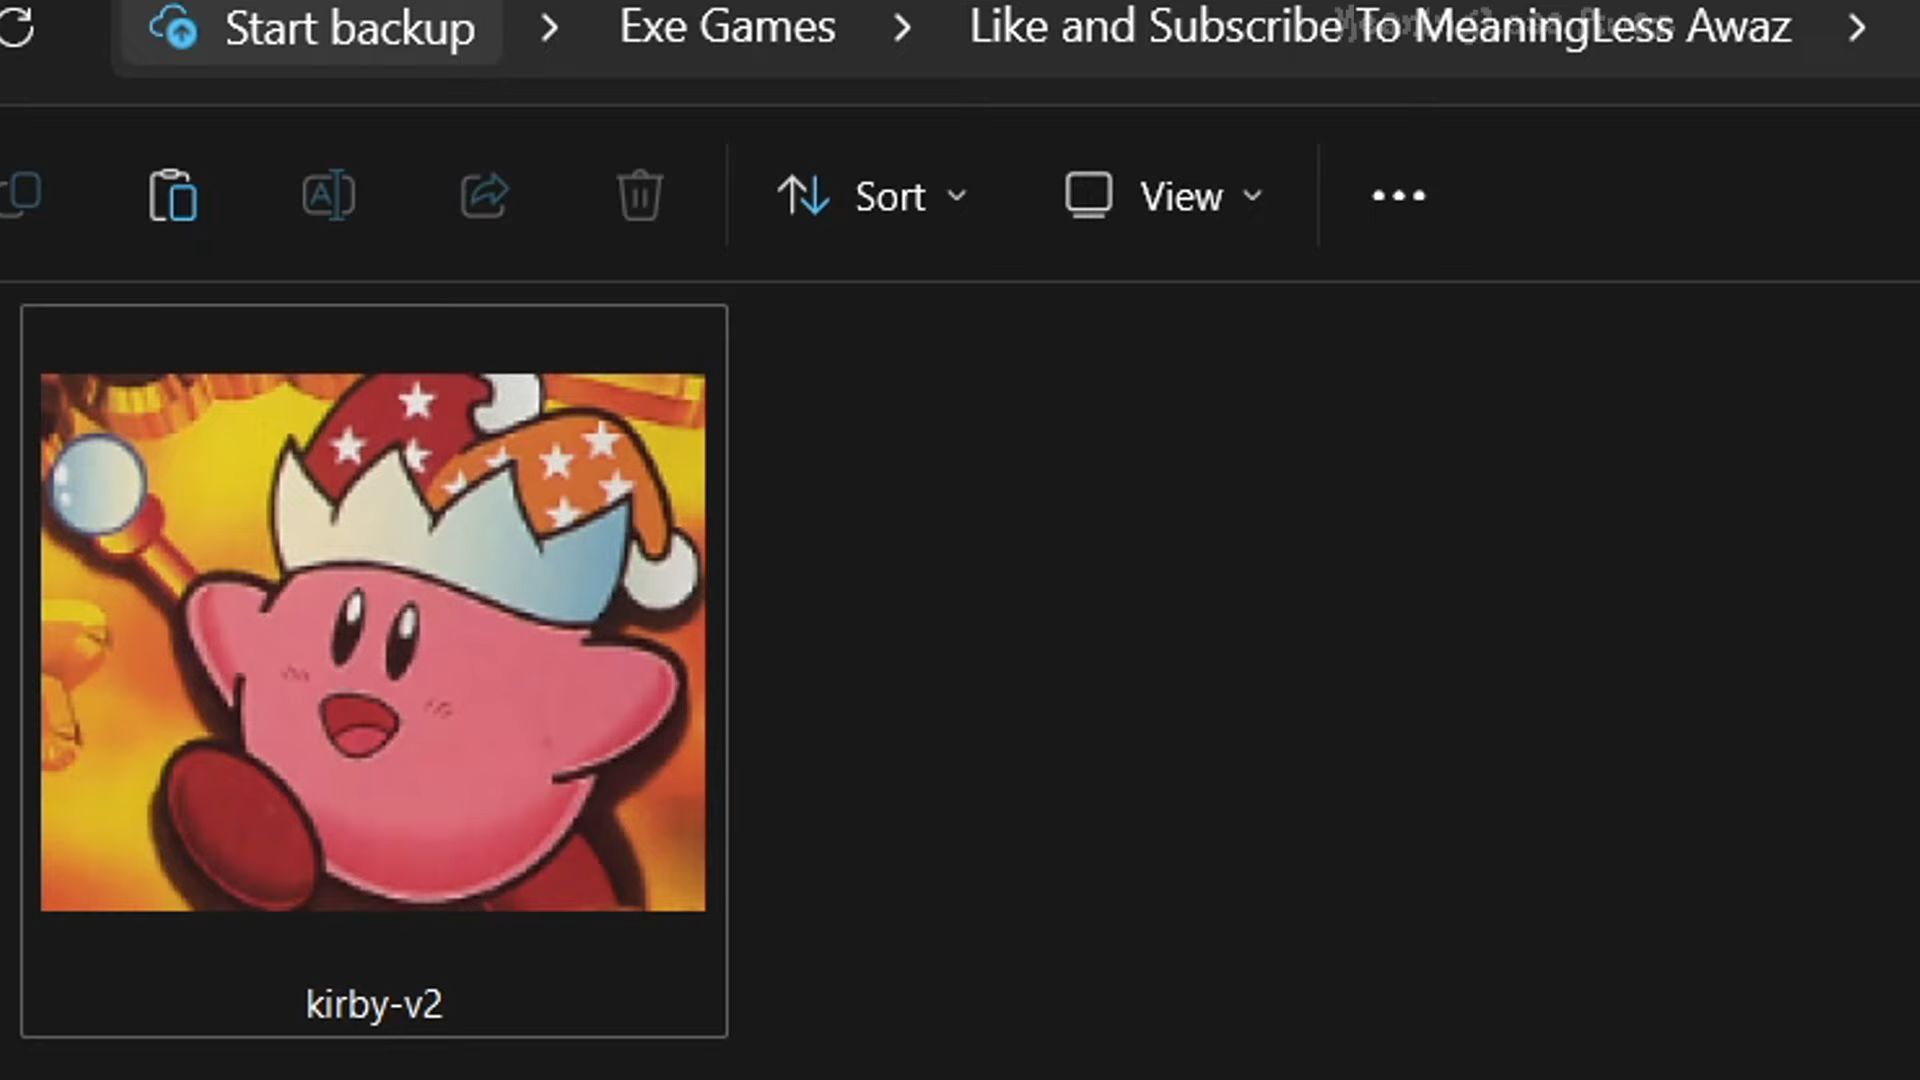 Start backup > Exe Games > Like and Subscribe To MeaningLess Awaz >
Sort View
kirby-v2